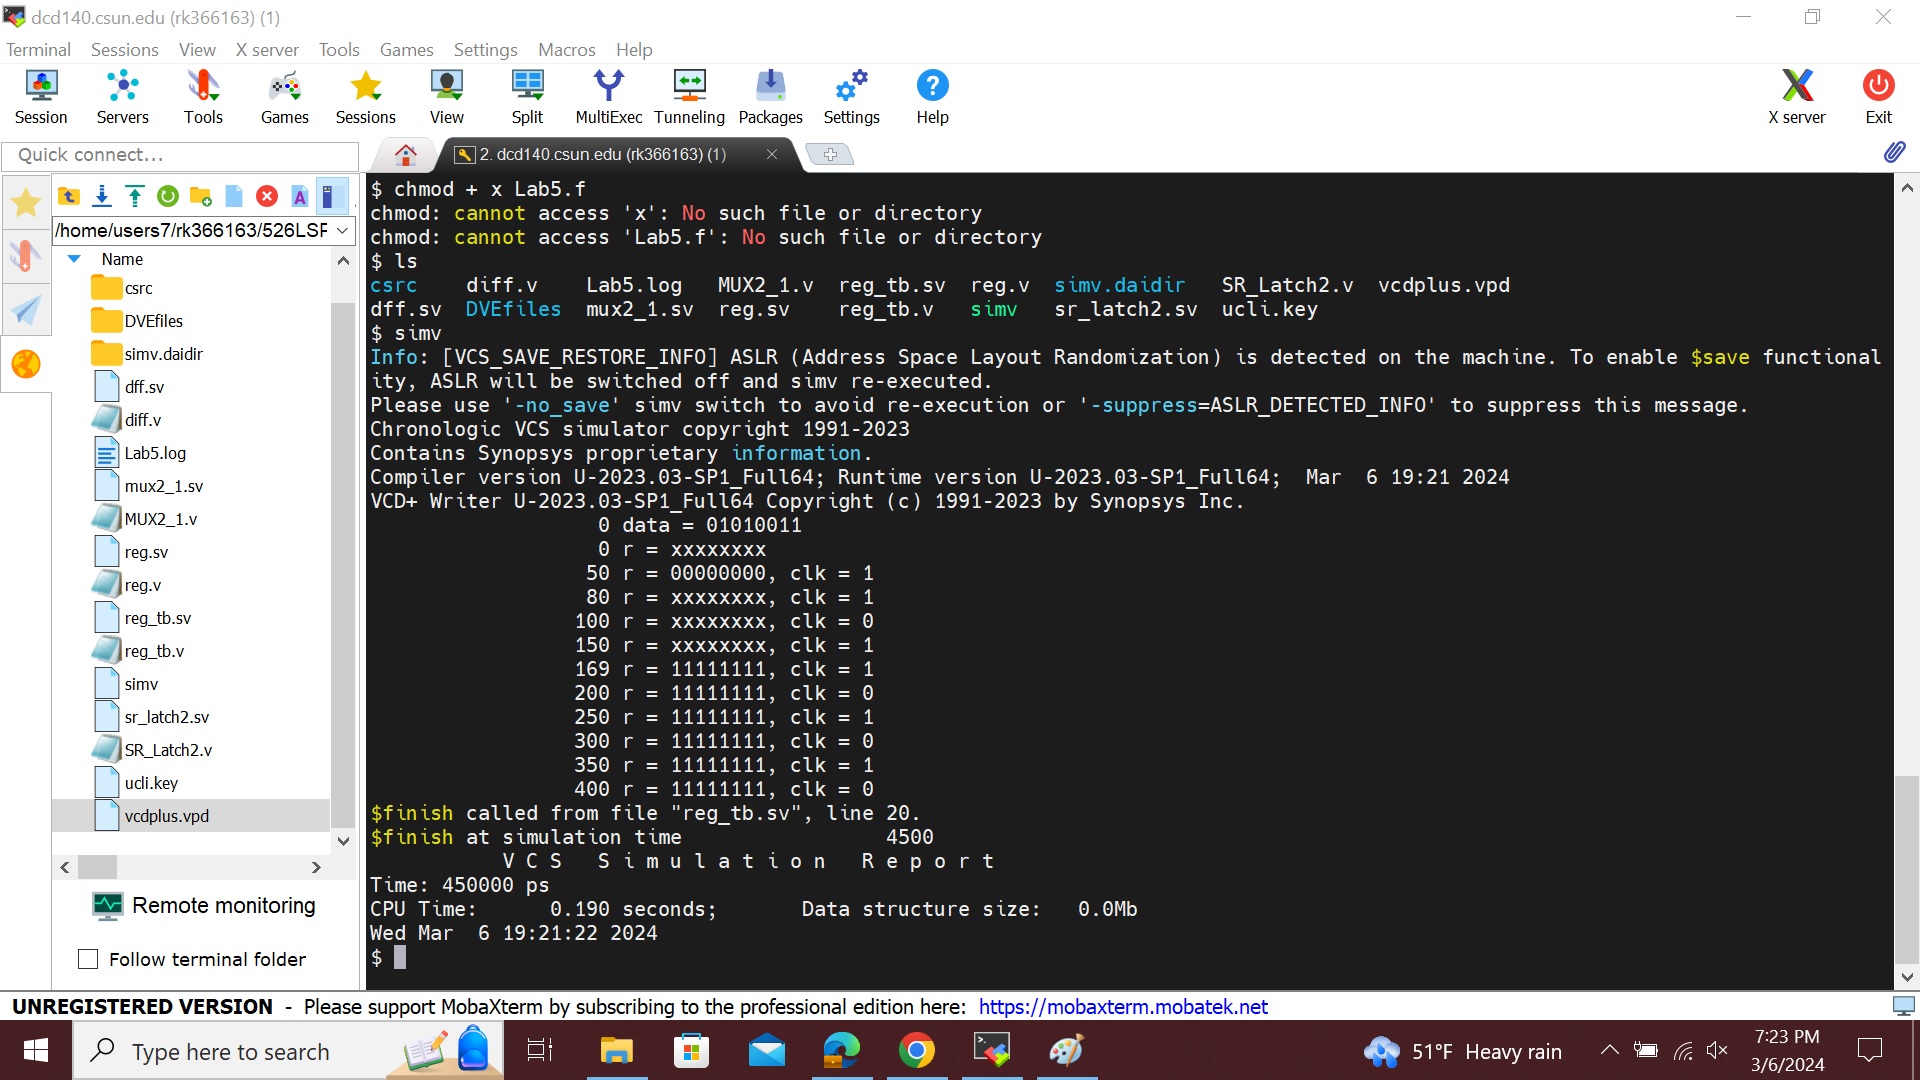 dcd140.csun.edu (rk366163) (1)
Terminal Sessions View X server Tools Games Settings Macros Help
Session Servers Tools Games Sessions View Split MultiExec Tunneling Packages Settings Help X server Exit
Quick connect...
2. dcd140.csun.edu (rk366163) (1)
/home/users7/rk366163/526LSF
Name
csrc
DVEfiles
simv.daidir
dff.sv
diff.v
Lab5.log
mux2_1.sv
MUX2_1.v
reg.sv
reg.v
reg_tb.sv
reg_tb.v
simv
sr_latch2.sv
SR_Latch2.v
ucli.key
vcdplus.vpd
Remote monitoring
Follow terminal folder
$ chmod + x Lab5.f
chmod: cannot access 'x': No such file or directory
chmod: cannot access 'Lab5.f': No such file or directory
$ ls
csrc diff.v Lab5.log MUX2_1.v reg_tb.sv reg.v simv.daidir SR_Latch2.v vcdplus.vpd
dff.sv DVEfiles mux2_1.sv reg.sv reg_tb.v simv sr_latch2.sv ucli.key
$ simv
Info: [VCS_SAVE_RESTORE_INFO] ASLR (Address Space Layout Randomization) is detected on the machine. To enable $save functional
ity, ASLR will be switched off and simv re-executed.
Please use '-no_save' simv switch to avoid re-execution or '-suppress=ASLR_DETECTED_INFO' to suppress this message.
Chronologic VCS simulator copyright 1991-2023
Contains Synopsys proprietary information.
Compiler version U-2023.03-SP1_Full64; Runtime version U-2023.03-SP1_Full64; Mar 6 19:21 2024
VCD+ Writer U-2023.03-SP1_Full64 Copyright (c) 1991-2023 by Synopsys Inc.
0 data = 01010011
0 r = xxxxxxxx
50 r = 00000000, clk = 1
80 r = xxxxxxxx, clk = 1
100 r = xxxxxxxx, clk = 0
150 r = xxxxxxxx, clk = 1
169 r = 11111111, clk = 1
200 r = 11111111, clk = 0
250 r = 11111111, clk = 1
300 r = 11111111, clk = 0
350 r = 11111111, clk = 1
400 r = 11111111, clk = 0
$finish called from file "reg_tb.sv", line 20.
$finish at simulation time 4500
V C S S i m u l a t i o n R e p o r t
Time: 450000 ps
CPU Time: 0.190 seconds; Data structure size: 0.0Mb
Wed Mar 6 19:21:22 2024
$
UNREGISTERED VERSION - Please support MobaXterm by subscribing to the professional edition here: https://mobaxterm.mobatek.net
Type here to search
51°F Heavy rain
7:23 PM
3/6/2024